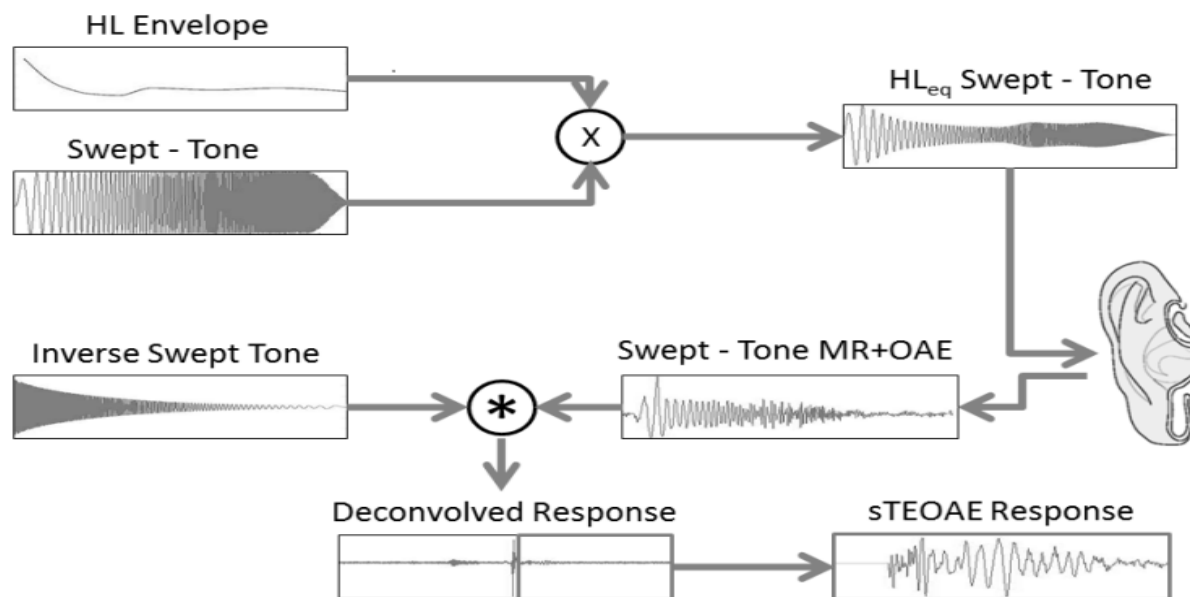 HL Envelope
Swept - Tone
X
HLeq Swept - Tone
Inverse Swept Tone
*
Swept - Tone MR+OAE
Deconvolved Response
sTEOAE Response